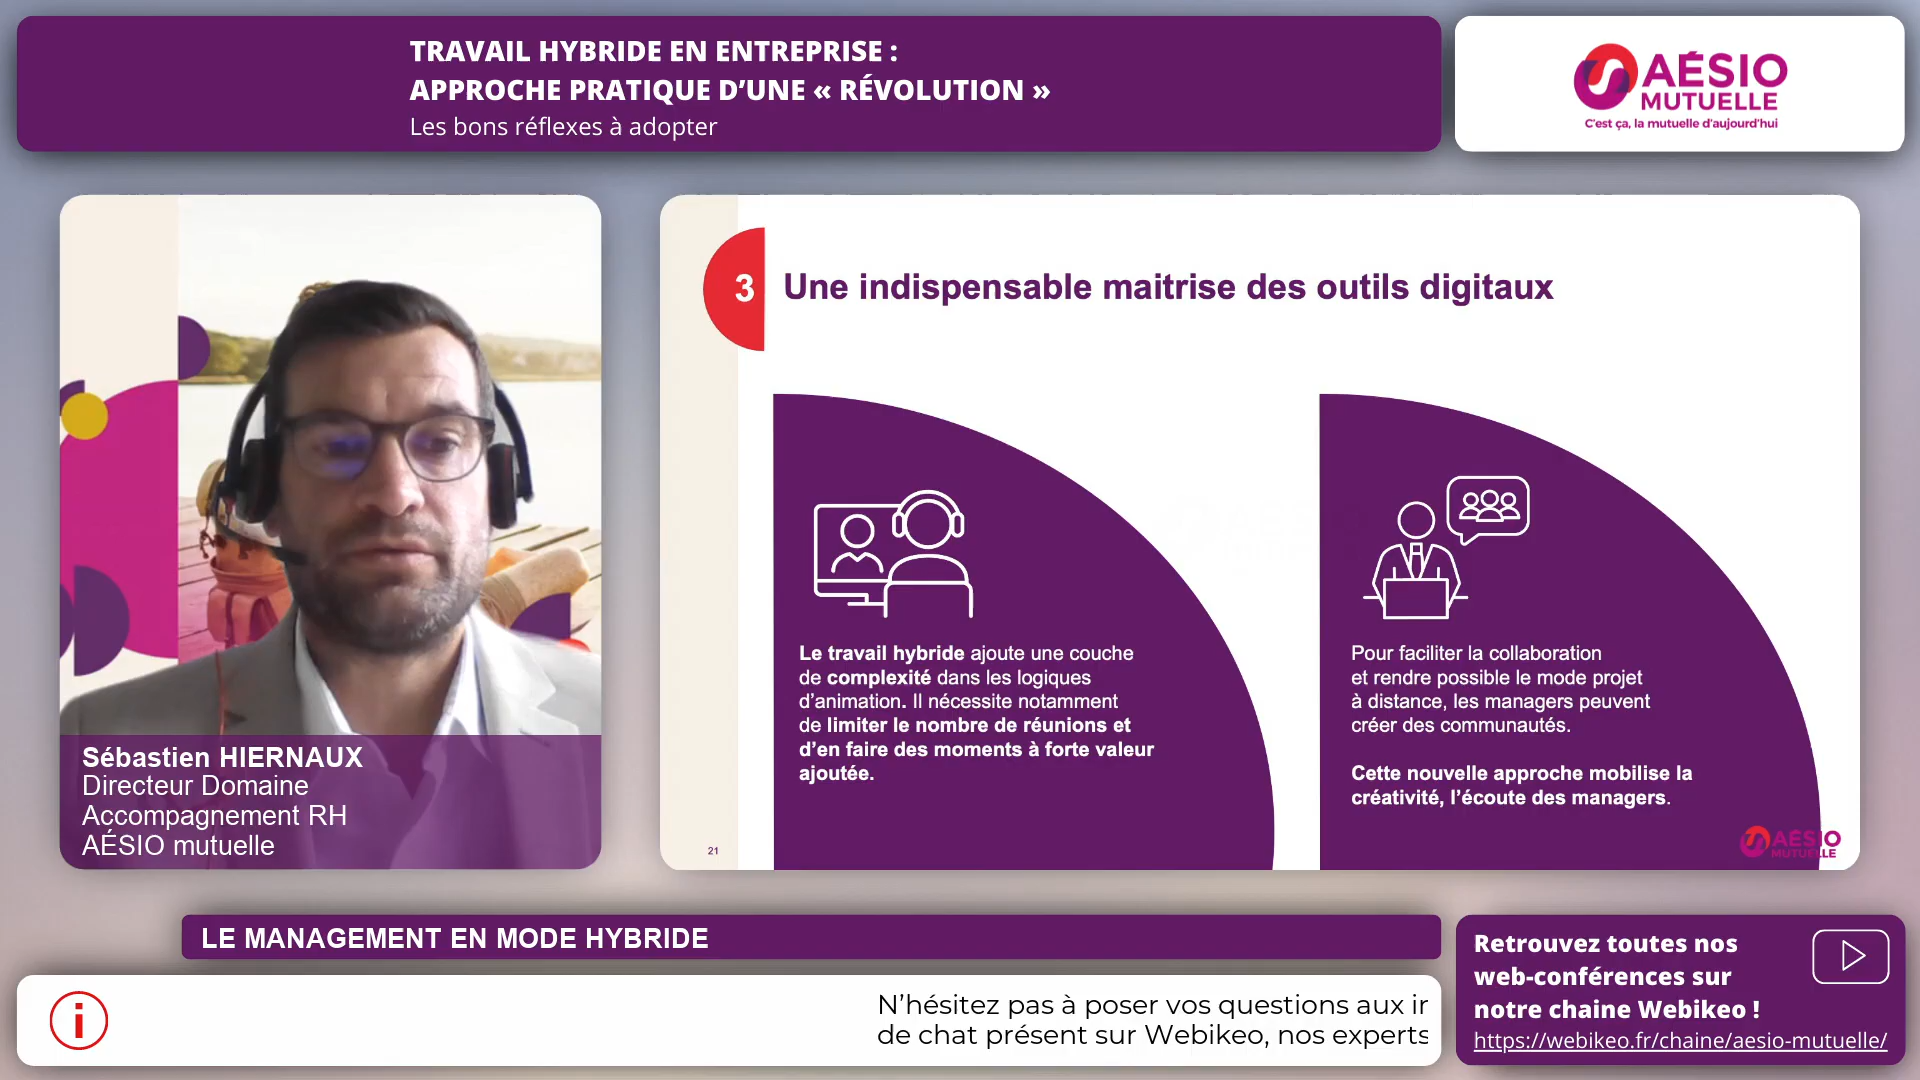 TRAVAIL HYBRIDE EN ENTREPRISE :
APPROCHE PRATIQUE D’UNE « RÉVOLUTION »
Les bons réflexes à adopter
AÉSIO
MUTUELLE
C'est ça, la mutuelle d'aujourd'hui
3
Une indispensable maitrise des outils digitaux
Le travail hybride ajoute une couche
de complexité dans les logiques
d’animation. Il nécessite notamment
de limiter le nombre de réunions et
d’en faire des moments à forte valeur
ajoutée.
Pour faciliter la collaboration
et rendre possible le mode projet
à distance, les managers peuvent
créer des communautés.
Cette nouvelle approche mobilise la
créativité, l’écoute des managers.
21
AÉSIO
MUTUELLE
Sébastien HIERNAUX
Directeur Domaine
Accompagnement RH
AÉSIO mutuelle
LE MANAGEMENT EN MODE HYBRIDE
i
N’hésitez pas à poser vos questions aux
de chat présent sur Webikeo, nos experts
Retrouvez toutes nos
web-conférences sur
notre chaine Webikeo !
https://webikeo.fr/chaine/aesio-mutuelle/